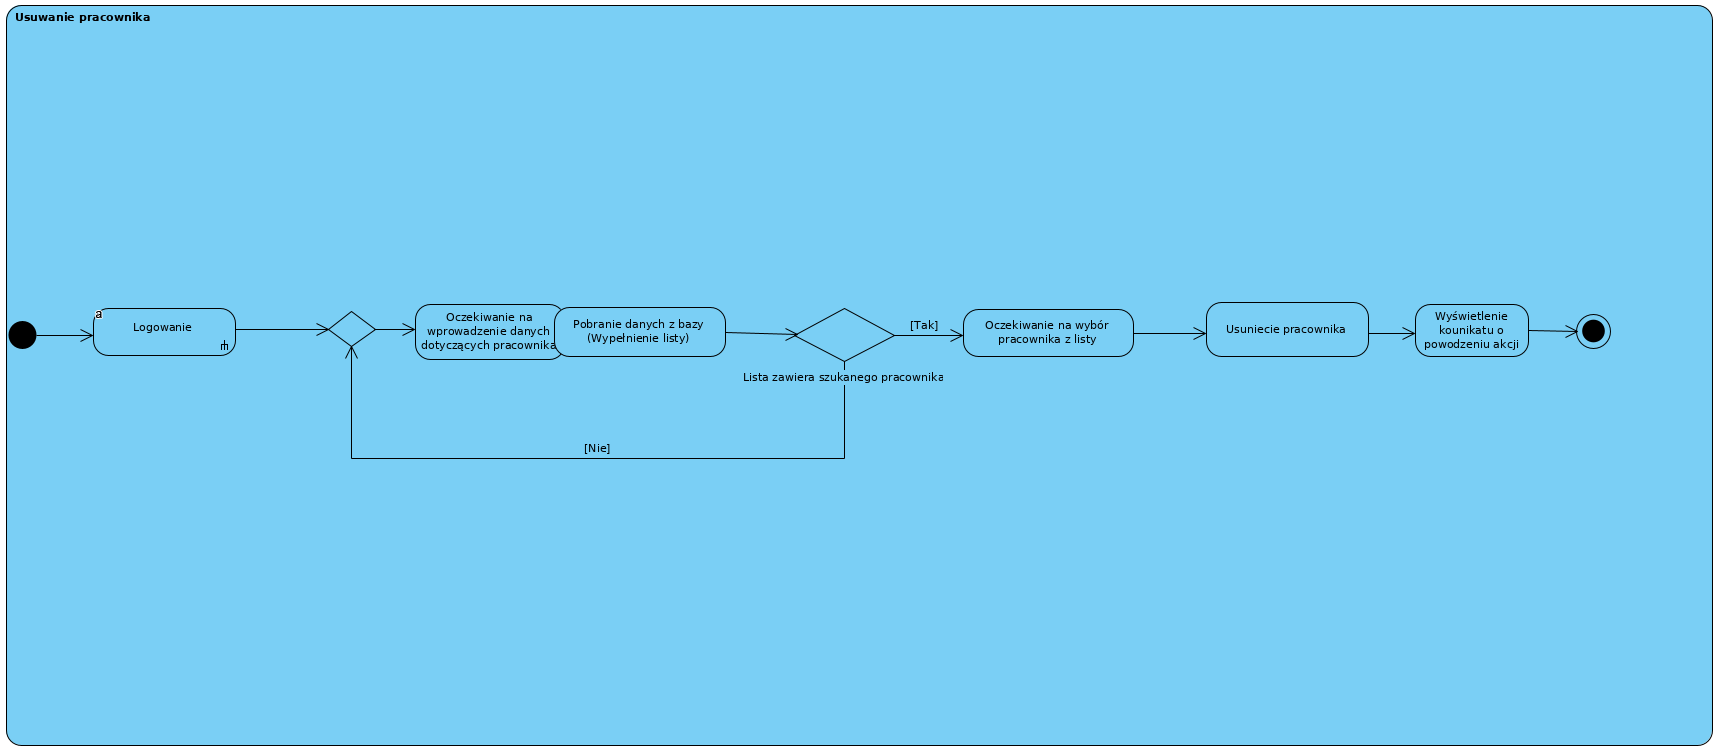 Usuwanie pracownika
a
Logowanie
Oczekiwanie na
wprowadzenie danych
dotyczących pracownika
Pobranie danych z bazy
(Wypełnienie listy)
Lista zawiera szukanego pracownika
[Tak]
[Nie]
Oczekiwanie na wybór
pracownika z listy
Usuniecie pracownika
Wyświetlenie
kounikatu o
powodzeniu akcji